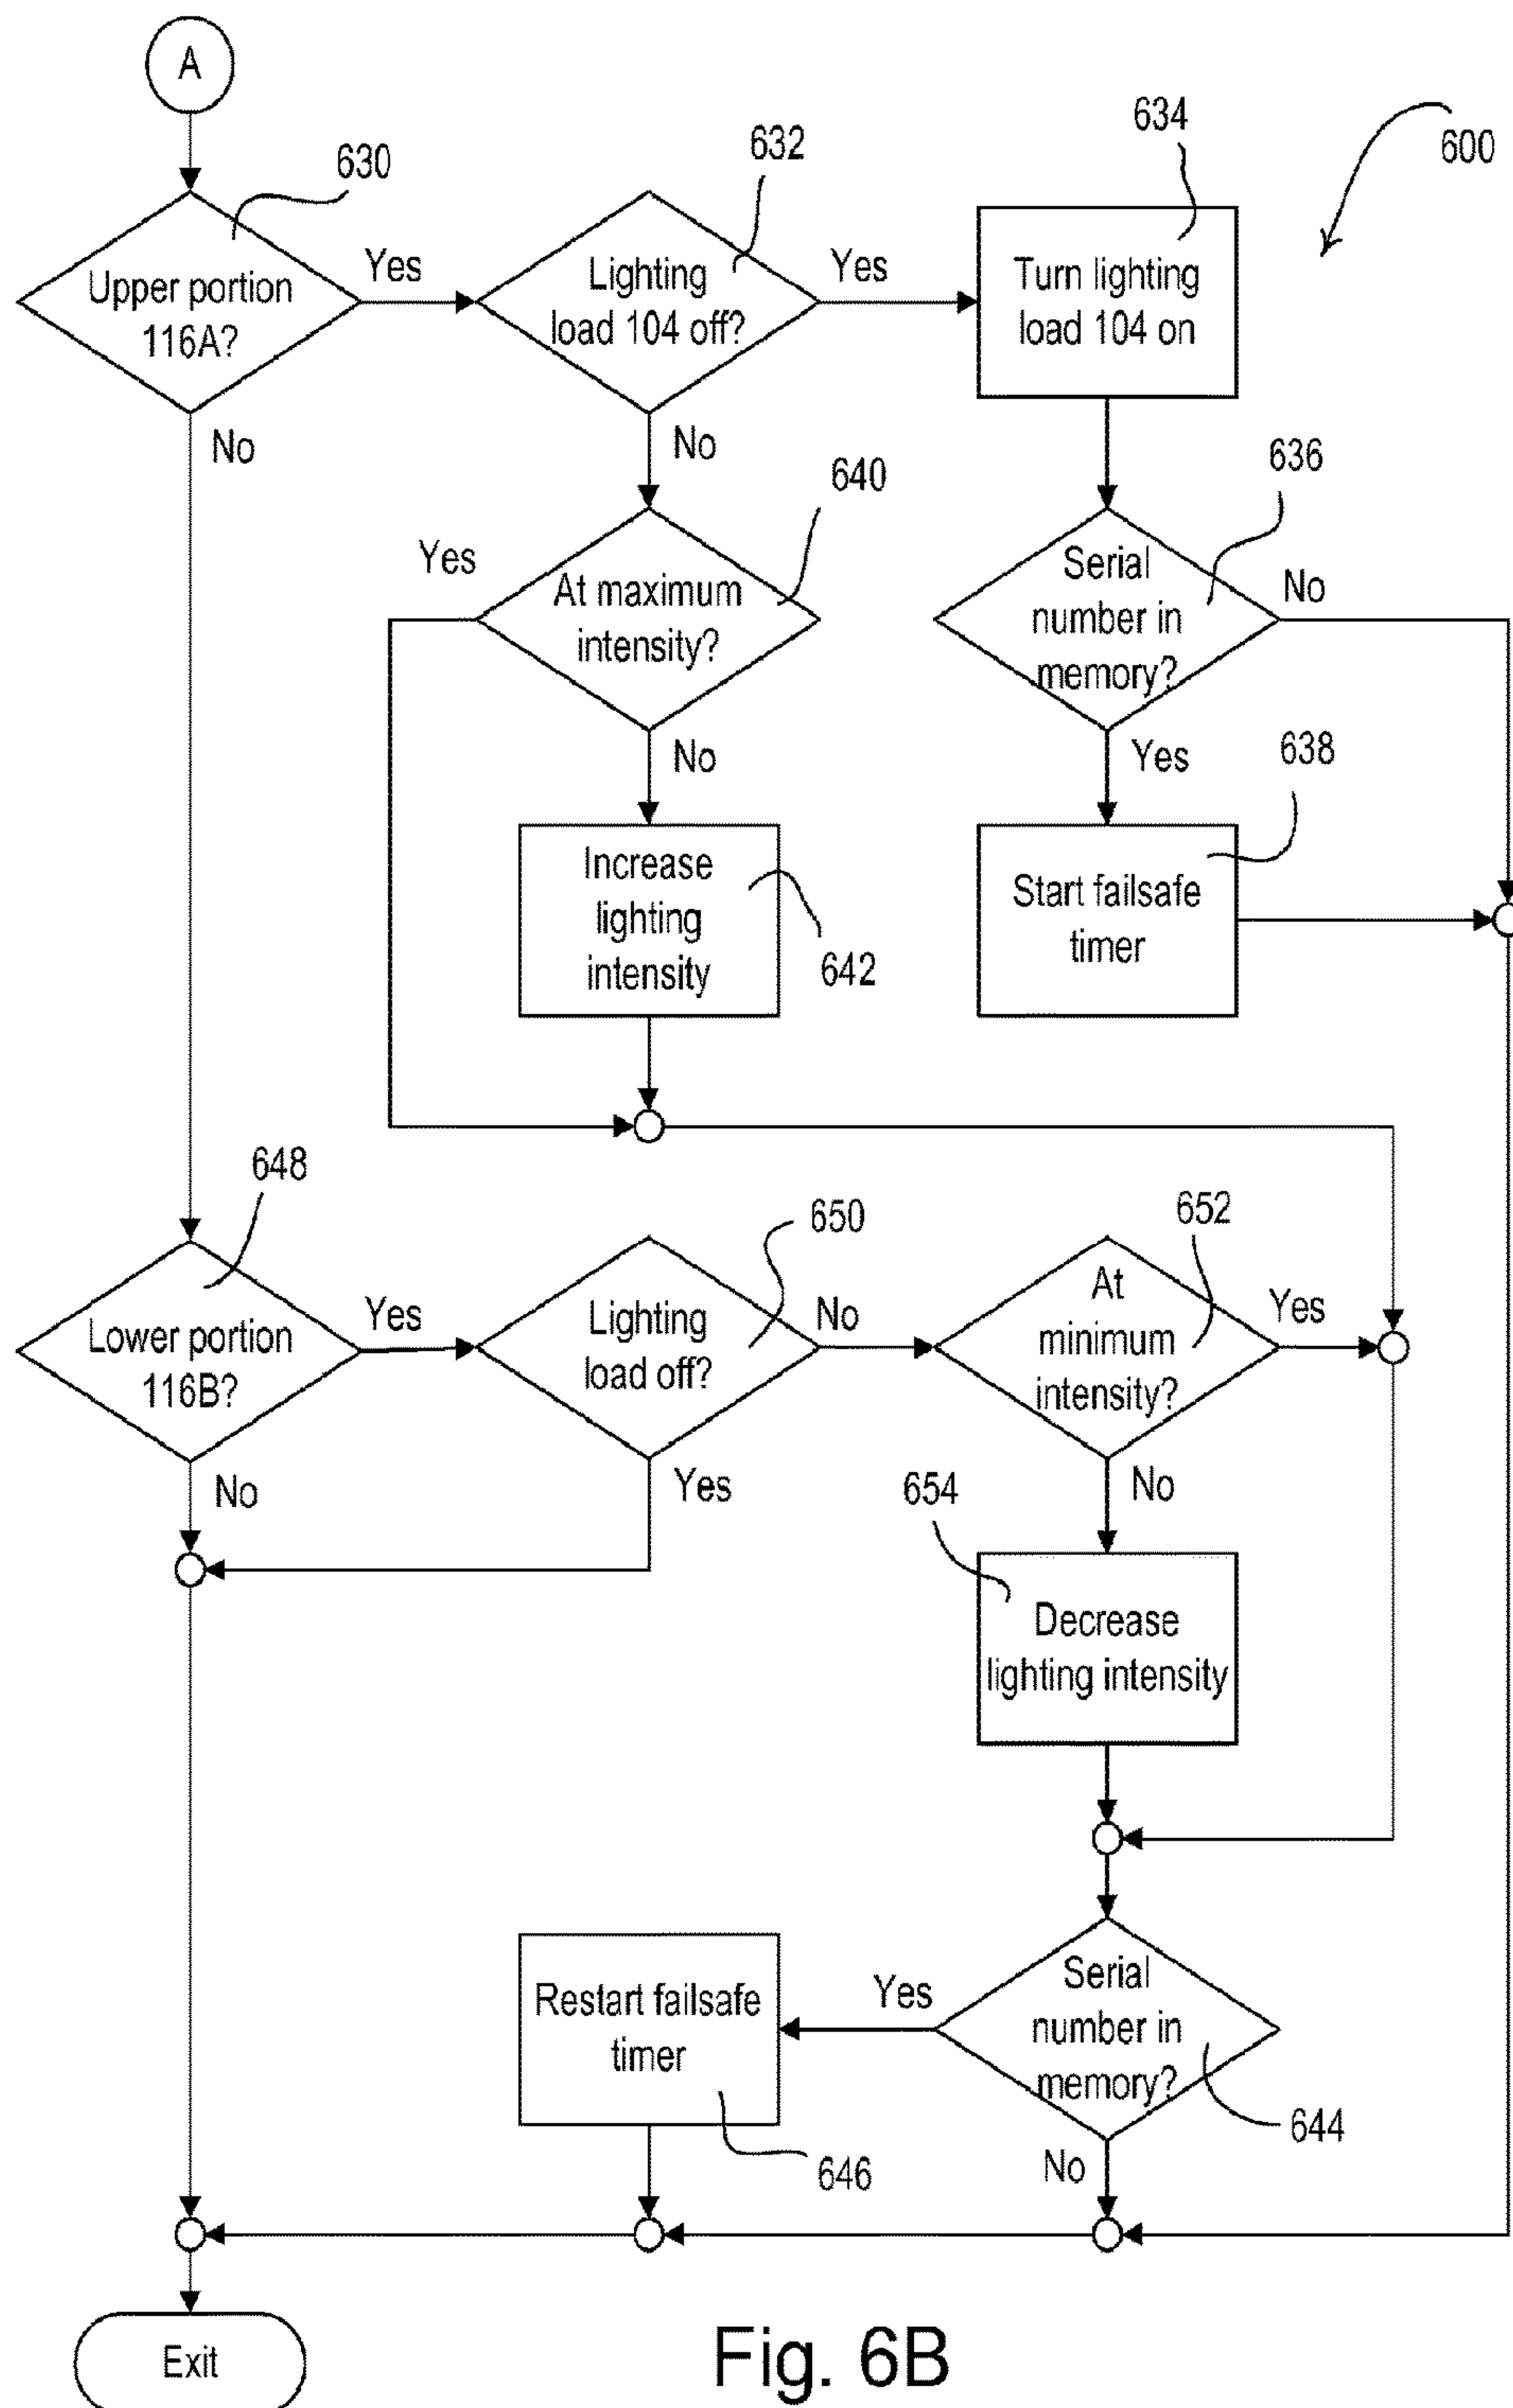 A
600
630
Upper portion
116A?
Yes
No
632
Lighting
load 104 off?
Yes
No
634
Turn lighting
load 104 on
636
Serial
number in
memory?
No
Yes
640
At maximum
intensity?
Yes
No
638
Start failsafe
timer
642
Increase
lighting
intensity
648
Lower portion
116B?
Yes
No
650
Lighting
load off?
No
Yes
652
At
minimum
intensity?
Yes
No
654
Decrease
lighting intensity
644
Serial
number in
memory?
Yes
No
646
Restart failsafe
timer
Exit
Fig. 6B